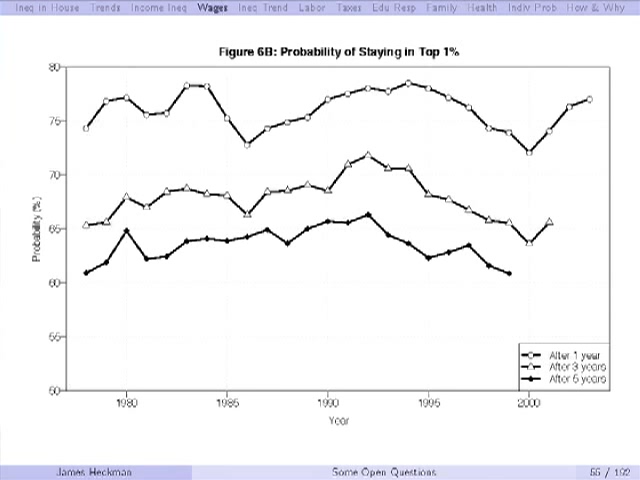 Ineq in House Trends Income Ineq Wages Ineq Trend Labor Taxes Edu Resp Family Health Indiv Prob How & Why
Figure 6B: Probability of Staying in Top 1%
80
75
70
65
60
55
50
Probability (%)
1980 1985 1990 1995 2000
Year
After 1 year
After 3 years
After 5 years
James Heckman Some Open Questions 55 / 192